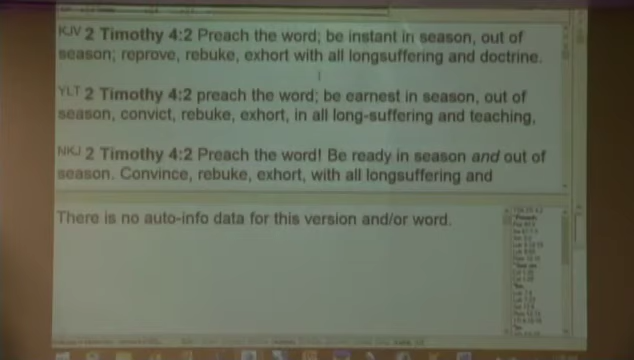 KJV 2 Timothy 4:2 Preach the word; be instant in season, out of
season; reprove, rebuke, exhort with all longsuffering and doctrine.
YLT 2 Timothy 4:2 preach the word; be earnest in season, out of
season, convict, rebuke, exhort, in all long-suffering and teaching,
NKJ 2 Timothy 4:2 Preach the word! Be ready in season and out of
season. Convince, rebuke, exhort, with all longsuffering and
There is no auto-info data for this version and/or word.